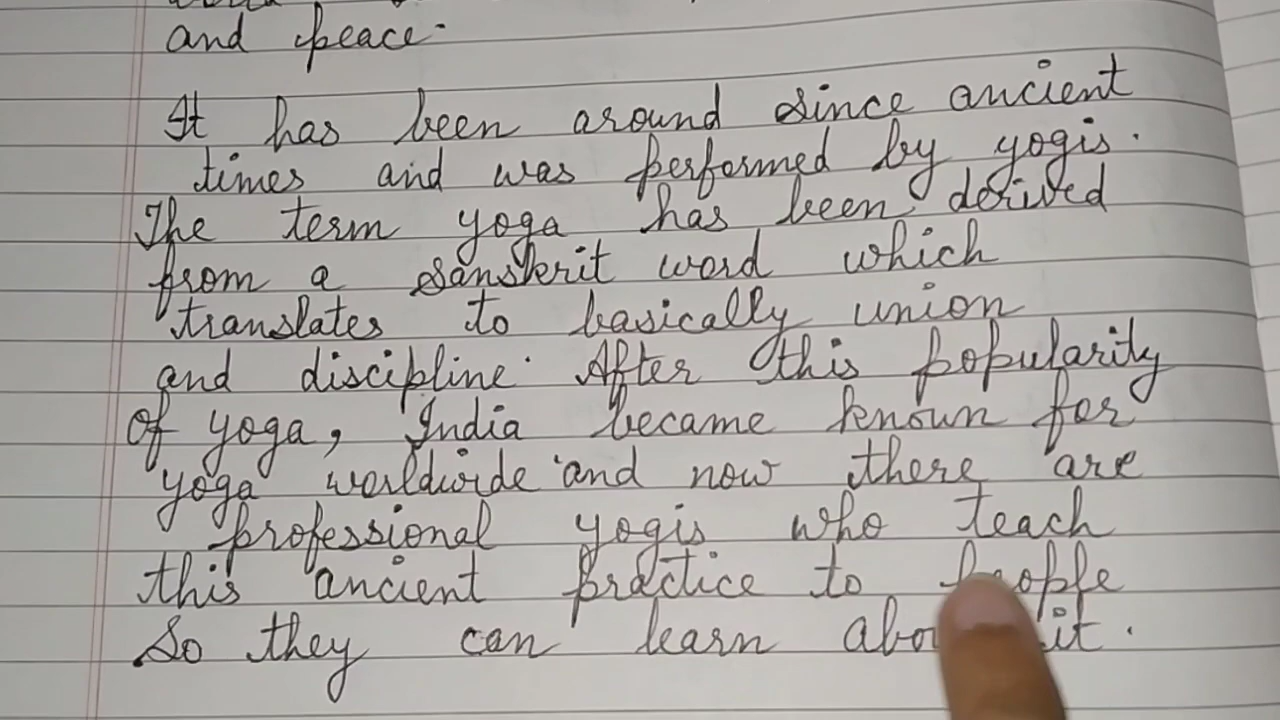 and peace.
It has been around since ancient
times and was performed by yogis.
The term yoga has been derived
from a sanskrit word which
translates to basically union
and discipline. After this popularity
of yoga, India became known for
yoga worldwide and now there are
professional yogis who teach
this ancient practice to people
So they can learn about it.